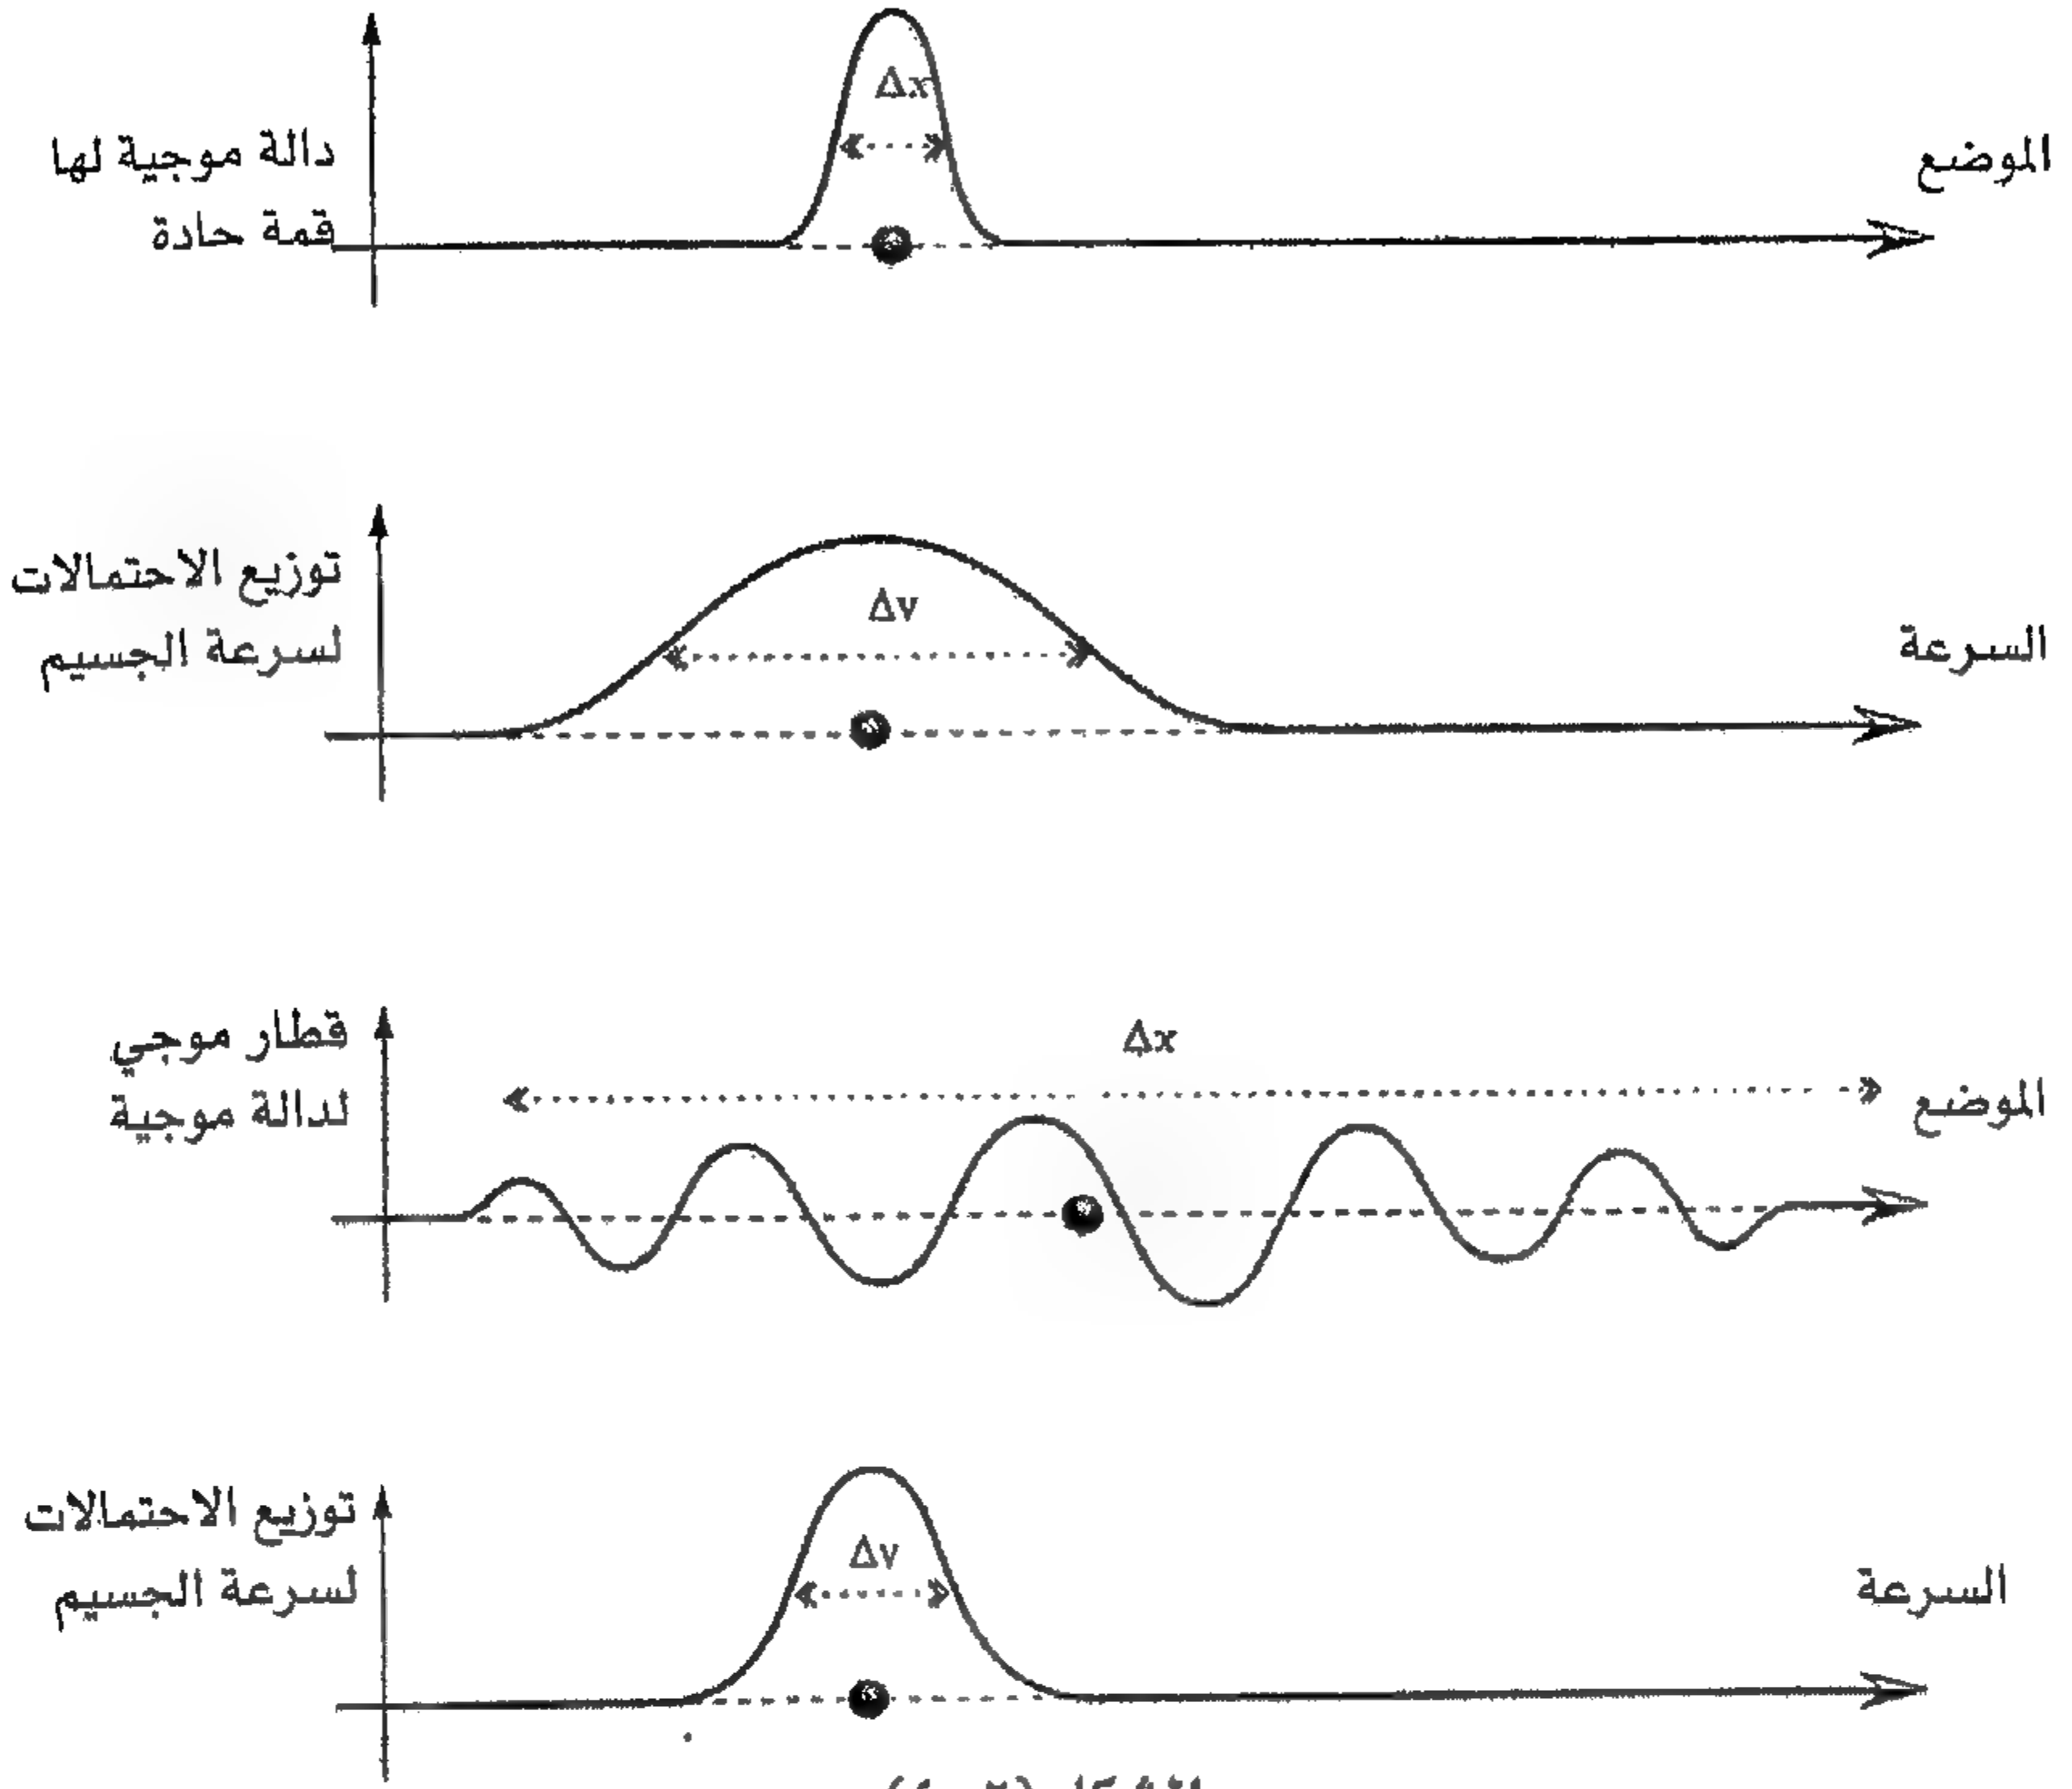 Δx
دالة موجية لها
الموضع
قمة حادة
توزيع الاحتمالات
Δv
لسرعة الجسيم
السرعة
قطار موجي
Δx
لدالة موجية
الموضع
توزيع الاحتمالات
Δv
لسرعة الجسيم
السرعة